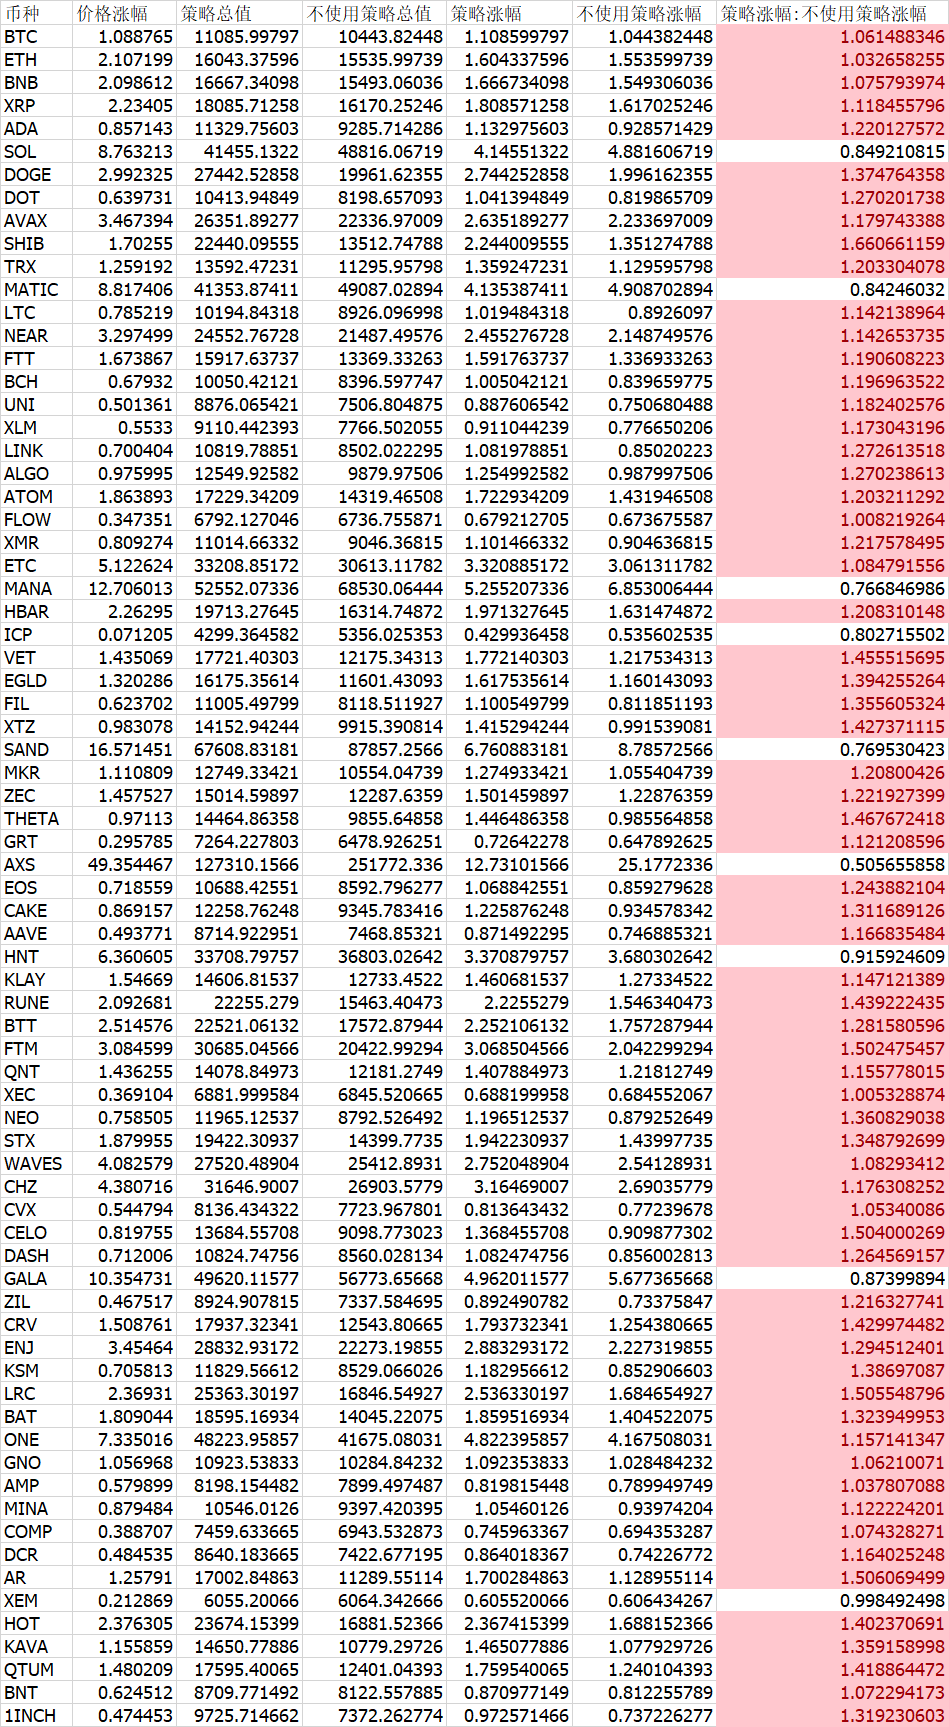 币种 价格涨幅 策略总值 不使用策略总值 策略涨幅 不使用策略涨幅 策略涨幅:不使用策略涨幅
BTC 1.088765 11085.99797 10443.82448 1.108599797 1.044382448 1.061488346
ETH 2.107199 16043.37596 15535.99739 1.604337596 1.553599739 1.032658255
BNB 2.098612 16667.34098 15493.06036 1.666734098 1.549306036 1.075793974
XRP 2.23405 18085.71258 16170.25246 1.808571258 1.617025246 1.118455796
ADA 0.857143 11329.75603 9285.714286 1.132975603 0.928571429 1.220127572
SOL 8.763213 41455.1322 48816.06719 4.14551322 4.881606719 0.849210815
DOGE 2.992325 27442.52858 19961.62355 2.744252858 1.996162355 1.374764358
DOT 0.639731 10413.94849 8198.657093 1.041394849 0.819865709 1.270201738
AVAX 3.467394 26351.89277 22336.97009 2.635189277 2.233697009 1.179743388
SHIB 1.70255 22440.09555 13512.74788 2.244009555 1.351274788 1.660661159
TRX 1.259192 13592.47231 11295.95798 1.359247231 1.129595798 1.203304078
MATIC 8.817406 41353.87411 49087.02894 4.135387411 4.908702894 0.84246032
LTC 0.785219 10194.84318 8926.096998 1.019484318 0.8926097 1.142138964
NEAR 3.297499 24552.76728 21487.49576 2.455276728 2.148749576 1.142653735
FTT 1.673867 15917.63737 13369.33263 1.591763737 1.336933263 1.190608223
BCH 0.67932 10050.42121 8396.597747 1.005042121 0.839659775 1.196963522
UNI 0.501361 8876.065421 7506.804875 0.887606542 0.750680488 1.182402576
XLM 0.5533 9110.442393 7766.502055 0.911044239 0.776650206 1.173043196
LINK 0.700404 10819.78851 8502.022295 1.081978851 0.85020223 1.272613518
ALGO 0.975995 12549.92582 9879.97506 1.254992582 0.987997506 1.270238613
ATOM 1.863893 17229.34209 14319.46508 1.722934209 1.431946508 1.203211292
FLOW 0.347351 6792.127046 6736.755871 0.679212705 0.673675587 1.008219264
XMR 0.809274 11014.66332 9046.36815 1.101466332 0.904636815 1.217578495
ETC 5.122624 33208.85172 30613.11782 3.320885172 3.061311782 1.084791556
MANA 12.706013 52552.07336 68530.06444 5.255207336 6.853006444 0.766846986
HBAR 2.26295 19713.27645 16314.74872 1.971327645 1.631474872 1.208310148
ICP 0.071205 4299.364582 5356.025353 0.429936458 0.535602535 0.802715502
VET 1.435069 17721.40303 12175.34313 1.772140303 1.217534313 1.455515695
EGLD 1.320286 16175.35614 11601.43093 1.617535614 1.160143093 1.394255264
FIL 0.623702 11005.49799 8118.511927 1.100549799 0.811851193 1.355605324
XTZ 0.983078 14152.94244 9915.390814 1.415294244 0.991539081 1.427371115
SAND 16.571451 67608.83181 87857.2566 6.760883181 8.78572566 0.769530423
MKR 1.110809 12749.33421 10554.04739 1.274933421 1.055404739 1.20800426
ZEC 1.457527 15014.59897 12287.6359 1.501459897 1.22876359 1.221927399
THETA 0.97113 14464.86358 9855.64858 1.446486358 0.985564858 1.467672418
GRT 0.295785 7264.227803 6478.926251 0.72642278 0.647892625 1.121208596
AXS 49.354467 127310.1566 251772.336 12.73101566 25.1772336 0.505655858
EOS 0.718559 10688.42551 8592.796277 1.068842551 0.859279628 1.243882104
CAKE 0.869157 12258.76248 9345.783416 1.225876248 0.934578342 1.311689126
AAVE 0.493771 8714.922951 7468.85321 0.871492295 0.746885321 1.166835484
HNT 6.360605 33708.79757 36803.02642 3.370879757 3.680302642 0.915924609
KLAY 1.54669 14606.81537 12733.4522 1.460681537 1.27334522 1.147121389
RUNE 2.092681 22255.279 15463.40473 2.2255279 1.546340473 1.439222435
BTT 2.514576 22521.06132 17572.87944 2.252106132 1.757287944 1.281580596
FTM 3.084599 30685.04566 20422.99294 3.068504566 2.042299294 1.502475457
QNT 1.436255 14078.84973 12181.2749 1.407884973 1.21812749 1.155778015
XEC 0.369104 6881.999584 6845.520665 0.688199958 0.684552067 1.005328874
NEO 0.758505 11965.12537 8792.526492 1.196512537 0.879252649 1.360829038
STX 1.879955 19422.30937 14399.7735 1.942230937 1.43997735 1.348792699
WAVES 4.082579 27520.48904 25412.8931 2.752048904 2.54128931 1.08293412
CHZ 4.380716 31646.9007 26903.5779 3.16469007 2.69035779 1.176308252
CVX 0.544794 8136.434322 7723.967801 0.813643432 0.77239678 1.05340086
CELO 0.819755 13684.55708 9098.773023 1.368455708 0.909877302 1.504000269
DASH 0.712006 10824.74756 8560.028134 1.082474756 0.856002813 1.264569157
GALA 10.354731 49620.11577 56773.65668 4.962011577 5.677365668 0.87399894
ZIL 0.467517 8924.907815 7337.584695 0.892490782 0.73375847 1.216327741
CRV 1.508761 17937.32341 12543.80665 1.793732341 1.254380665 1.429974482
ENJ 3.45464 28832.93172 22273.19855 2.883293172 2.227319855 1.294512401
KSM 0.705813 11829.56612 8529.066026 1.182956612 0.852906603 1.38697087
LRC 2.36931 25363.30197 16846.54927 2.536330197 1.684654927 1.505548796
BAT 1.809044 18595.16934 14045.22075 1.859516934 1.404522075 1.323949953
ONE 7.335016 48223.95857 41675.08031 4.822395857 4.167508031 1.157141347
GNO 1.056968 10923.53833 10284.84232 1.092353833 1.028484232 1.06210071
AMP 0.579899 8198.154482 7899.497487 0.819815448 0.789949749 1.037807088
MINA 0.879484 10546.0126 9397.420395 1.05460126 0.93974204 1.122224201
COMP 0.388707 7459.633665 6943.532873 0.745963367 0.694353287 1.074328271
DCR 0.484535 8640.183665 7422.677195 0.864018367 0.74226772 1.164025248
AR 1.25791 17002.84863 11289.55114 1.700284863 1.128955114 1.506069499
XEM 0.212869 6055.20066 6064.342666 0.605520066 0.606434267 0.998492498
HOT 2.376305 23674.15399 16881.52366 2.367415399 1.688152366 1.402370691
KAVA 1.155859 14650.77886 10779.29726 1.465077886 1.077929726 1.359158998
QTUM 1.480209 17595.40065 12401.04393 1.759540065 1.240104393 1.418864472
BNT 0.624512 8709.771492 8122.557885 0.870977149 0.812255789 1.072294173
1INCH 0.474453 9725.714662 7372.262774 0.972571466 0.737226277 1.319230603